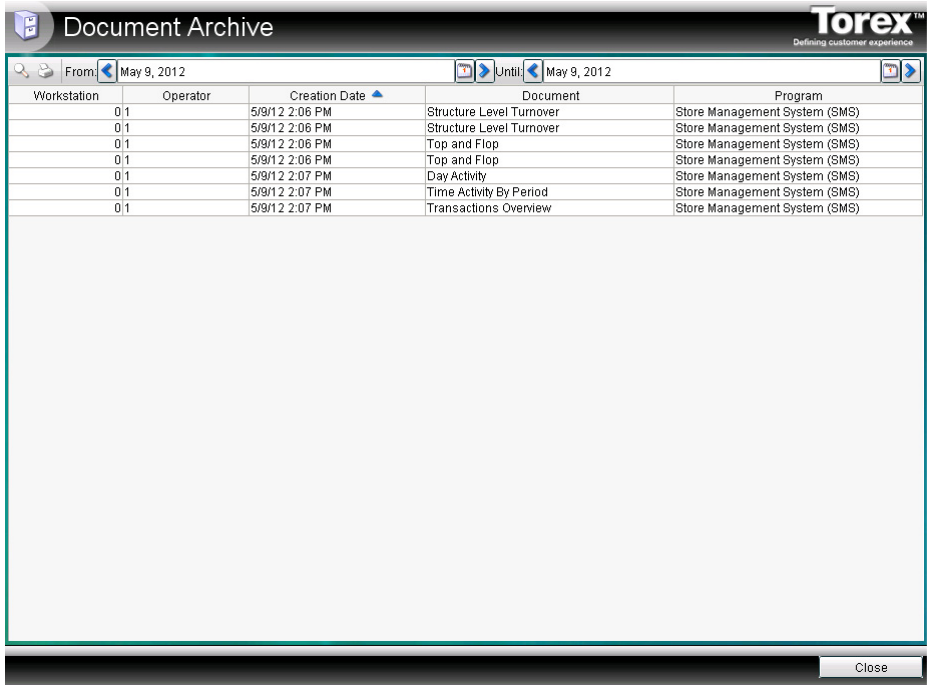 Document Archive
Torex™
Defining customer experience
From: May 9, 2012 Until: May 9, 2012
Workstation Operator Creation Date Document Program
0 1 5/9/12 2:06 PM Structure Level Turnover Store Management System (SMS)
0 1 5/9/12 2:06 PM Structure Level Turnover Store Management System (SMS)
0 1 5/9/12 2:06 PM Top and Flop Store Management System (SMS)
0 1 5/9/12 2:06 PM Top and Flop Store Management System (SMS)
0 1 5/9/12 2:07 PM Day Activity Store Management System (SMS)
0 1 5/9/12 2:07 PM Time Activity By Period Store Management System (SMS)
0 1 5/9/12 2:07 PM Transactions Overview Store Management System (SMS)
Close